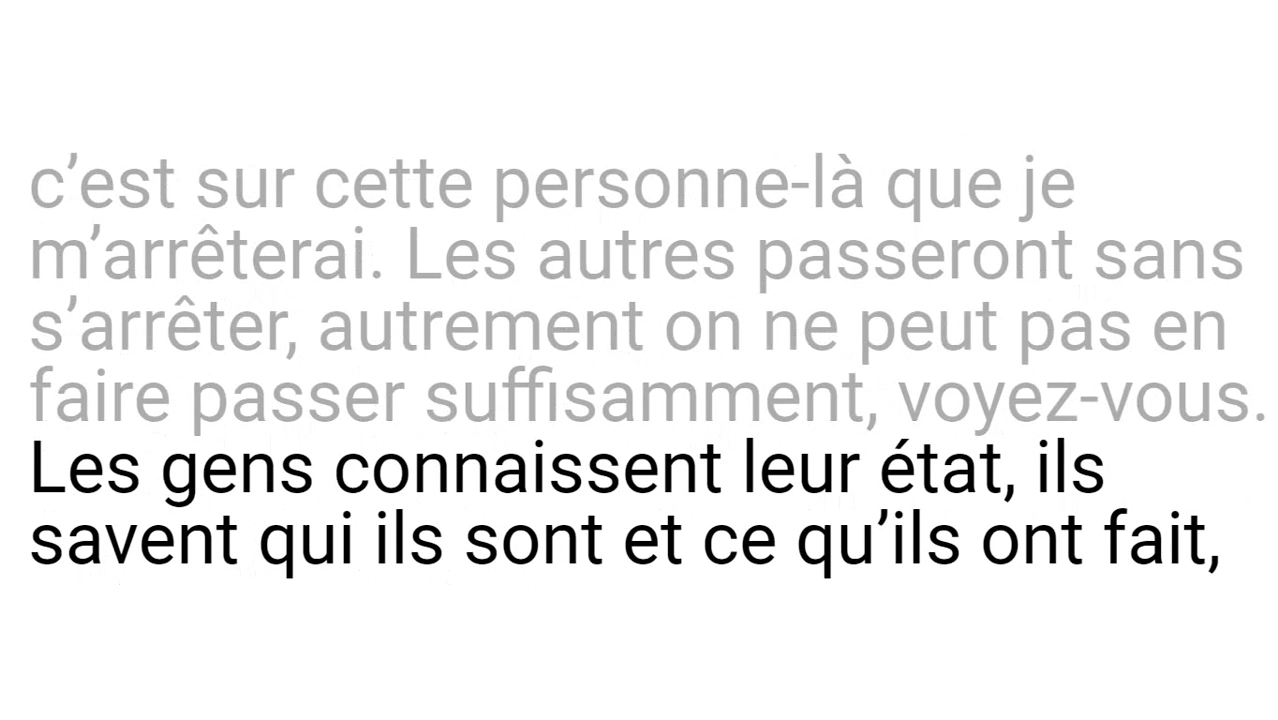 c’est sur cette personne-là que je
m’arrêterai. Les autres passeront sans
s’arrêter, autrement on ne peut pas en
faire passer suffisamment, voyez-vous.
Les gens connaissent leur état, ils
savent qui ils sont et ce qu’ils ont fait,